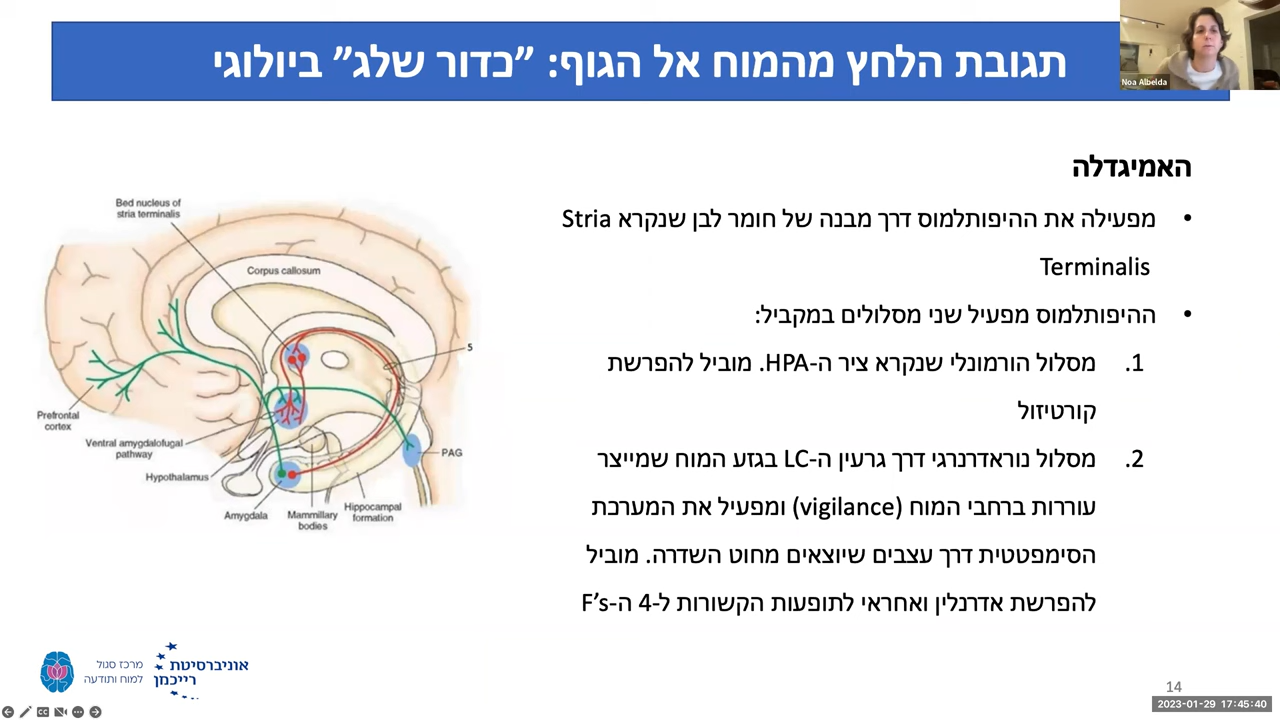 תגובת הלחץ מהמוח אל הגוף: "כדור שלג" ביולוגי
Noa Albelda
האמיגדלה
• מפעילה את ההיפותלמוס דרך מבנה של חומר לבן שנקרא Stria
Terminalis
• ההיפותלמוס מפעיל שני מסלולים במקביל:
1. מסלול הורמונלי שנקרא ציר ה-HPA. מוביל להפרשת
קורטיזול
2. מסלול נוראדרנרגי דרך גרעין ה-LC בגזע המוח שמייצר
עוררות ברחבי המוח (vigilance) ומפעיל את המערכת
הסימפטטית דרך עצבים שיוצאים מחוט השדרה. מוביל
להפרשת אדרנלין ואחראי לתופעות הקשורות ל-4 ה-F's
Bed nucleus of
stria terminalis
Corpus callosum
5
Prefrontal
cortex
Ventral amygdalofugal
pathway
Hypothalamus
PAG
Amygdala
Mammillary
bodies
Hippocampal
formation
אוניברסיטת
רייכמן
מרכז סגול
למוח ותודעה
14
2023-01-29 17:45:40